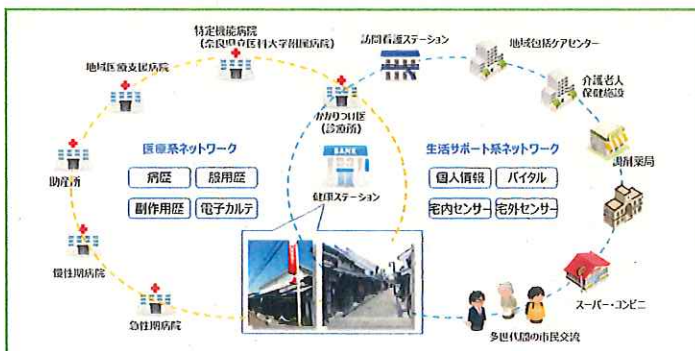 特定機能病院
(奈良県立医科大学附属病院)
訪問看護ステーション
地域包括ケアセンター
地域医療支援病院
介護老人
保健施設
かかりつけ医
(診療所)
医療系ネットワーク
生活サポート系ネットワーク
BANK
調剤薬局
助産所
病歴
服用歴
個人情報
バイタル
健康ステーション
副作用歴
電子カルテ
宅内センサー
宅外センサー
慢性期病院
スーパー・コンビニ
急性期病院
多世代間の市民交流